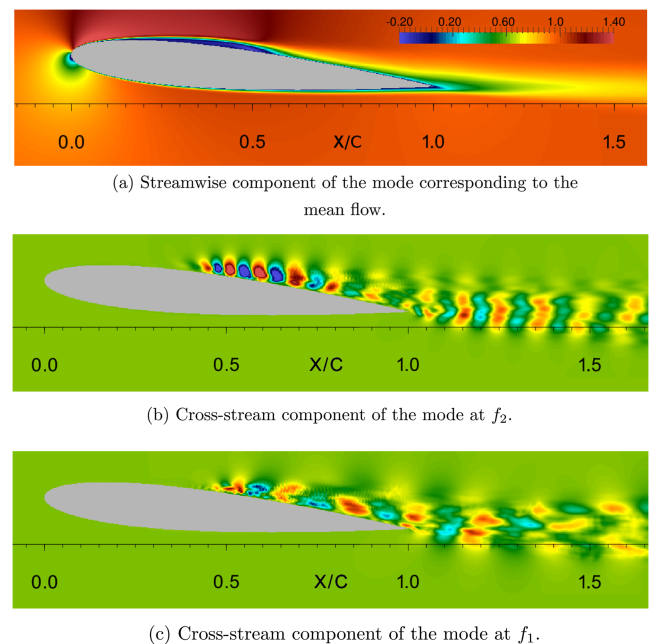 -0.20 0.20 0.60 1.0 1.40
0.0 0.5 X/C 1.0 1.5
(a) Streamwise component of the mode corresponding to the
mean flow.
0.0 0.5 X/C 1.0 1.5
(b) Cross-stream component of the mode at f₂.
0.0 0.5 X/C 1.0 1.5
(c) Cross-stream component of the mode at f₁.